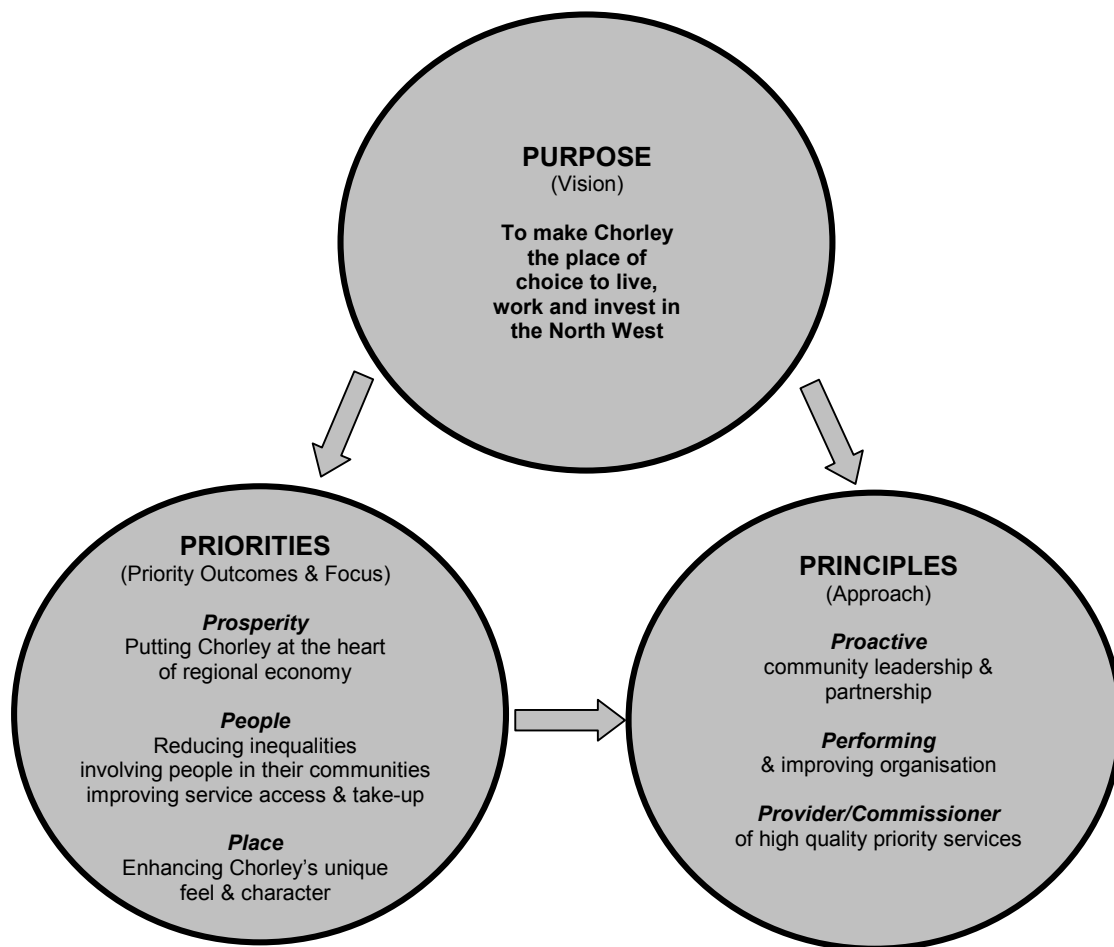 PURPOSE
(Vision)
To make Chorley
the place of
choice to live,
work and invest in
the North West
PRIORITIES
(Priority Outcomes & Focus)
Prosperity
Putting Chorley at the heart
of regional economy
People
Reducing inequalities
involving people in their communities
improving service access & take-up
Place
Enhancing Chorley’s unique
feel & character
PRINCIPLES
(Approach)
Proactive
community leadership &
partnership
Performing
& improving organisation
Provider/Commissioner
of high quality priority services